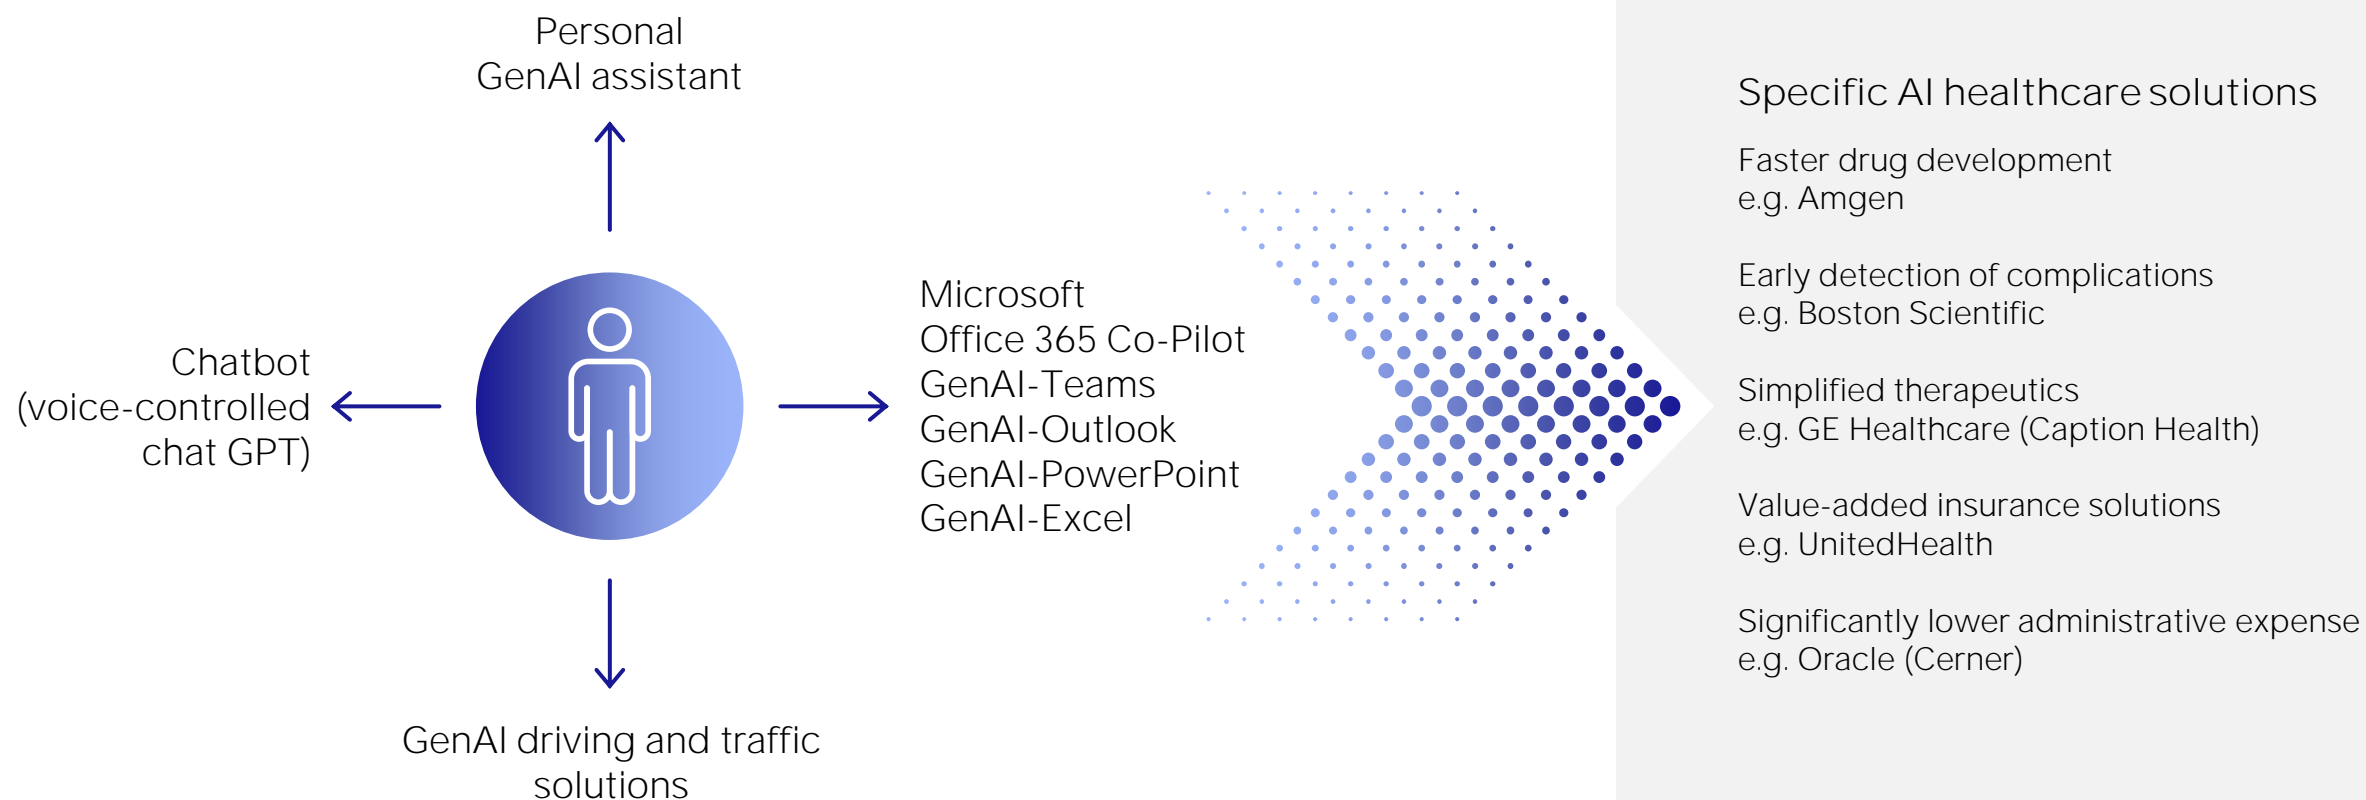 Personal
GenAI assistant
Chatbot
(voice-controlled
chat GPT)
Microsoft
Office 365 Co-Pilot
GenAI-Teams
GenAI-Outlook
GenAI-PowerPoint
GenAI-Excel
GenAI driving and traffic
solutions
Specific AI healthcare solutions
Faster drug development
e.g. Amgen
Early detection of complications
e.g. Boston Scientific
Simplified therapeutics
e.g. GE Healthcare (Caption Health)
Value-added insurance solutions
e.g. UnitedHealth
Significantly lower administrative expense
e.g. Oracle (Cerner)